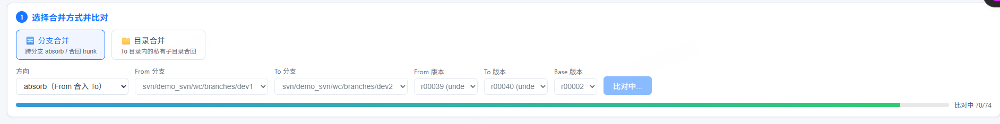 1 选择合并方式并比对
分支合并
跨分支 absorb / 合回 trunk
目录合并
To 目录内的私有子目录合回
方向
absorb（From 合入 To）
From 分支
svn/demo_svn/wc/branches/dev1
To 分支
svn/demo_svn/wc/branches/dev2
From 版本
r00039 (unde
To 版本
r00040 (unde
Base 版本
r00002
比对中...
比对中 70/74